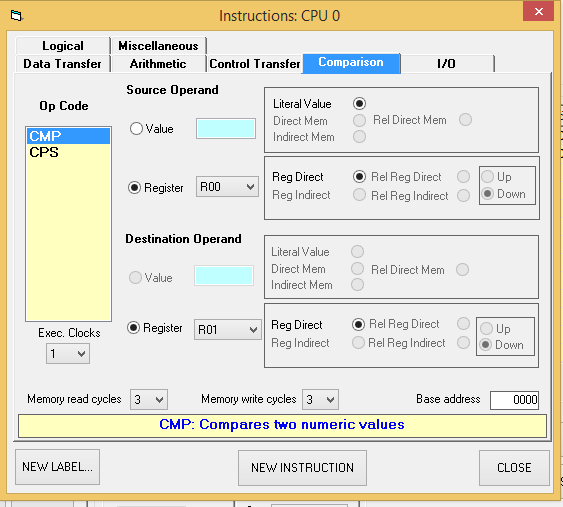 Instructions: CPU 0
Logical Miscellaneous
Data Transfer Arithmetic Control Transfer Comparison I/O
Op Code
CMP
CPS
Exec. Clocks
1
Source Operand
Value
Register R00
Literal Value
Direct Mem Rel Direct Mem
Indirect Mem
Reg Direct Rel Reg Direct Up
Reg Indirect Rel Reg Indirect Down
Destination Operand
Value
Register R01
Literal Value
Direct Mem Rel Direct Mem
Indirect Mem
Reg Direct Rel Reg Direct Up
Reg Indirect Rel Reg Indirect Down
Memory read cycles 3 Memory write cycles 3 Base address 0000
CMP: Compares two numeric values
NEW LABEL... NEW INSTRUCTION CLOSE